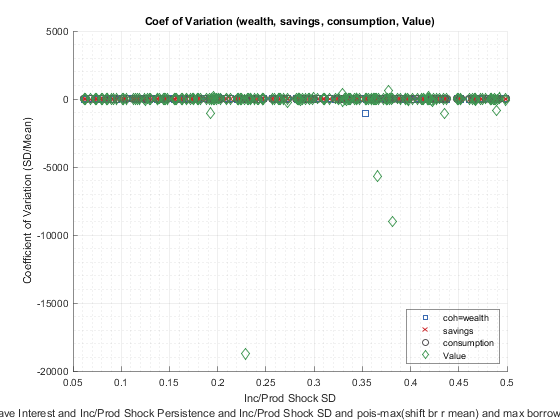 Coef of Variation (wealth, savings, consumption, Value)
Coefficient of Variation (SD/Mean)
5000
0
-5000
-10000
-15000
-20000
0.05 0.1 0.15 0.2 0.25 0.3 0.35 0.4 0.45 0.5
coh=wealth
savings
consumption
Value
Inc/Prod Shock SD
Interest and Inc/Prod Shock Persistence and Inc/Prod Shock SD and pois-max(shift br r mean) and max